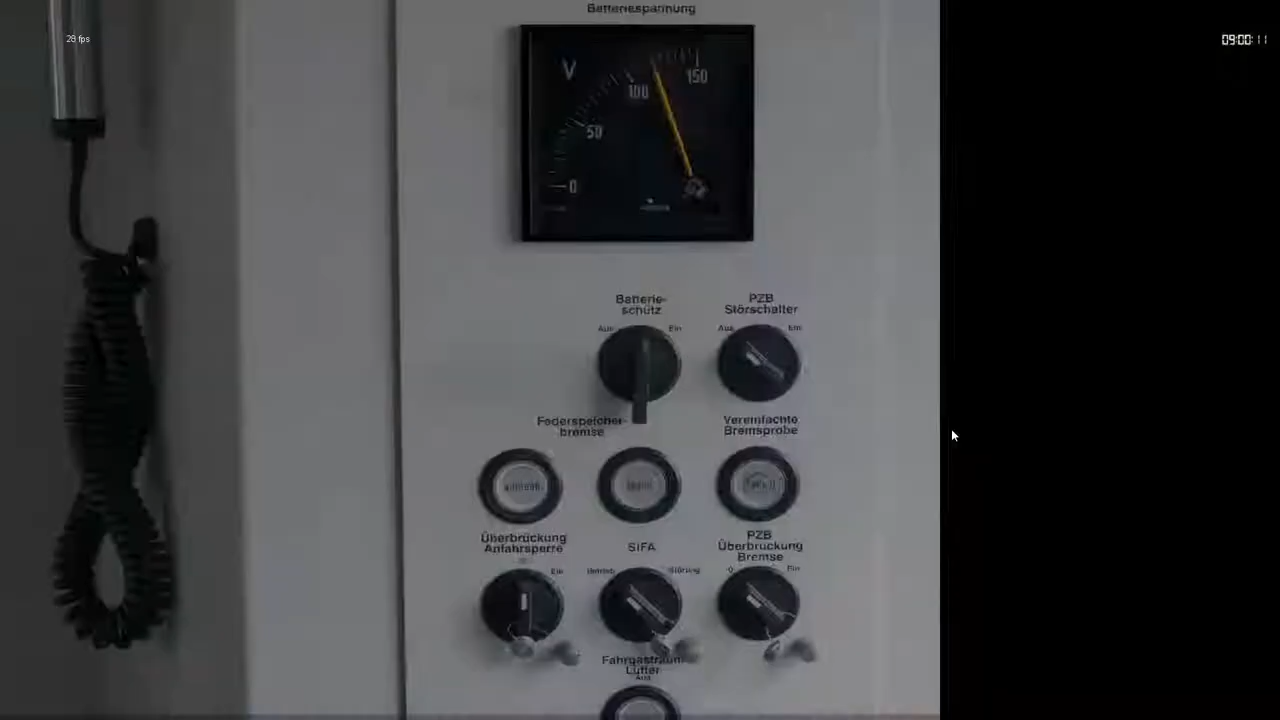 Batteriespannung
28 fps
09:00:11
V
150
100
50
0
Batterie-
schütz
PZB
Störschalter
Aus
Ein
Aus
Ein
Federspeicher-
bremse
Vereinfachte
Bremsprobe
Überbrückung
Anfahrsperre
SiFA
PZB
Überbrückung
Bremse
Ein
Betrieb
Störung
0
Ein
Fahrgastraum
Lüfter
Aus